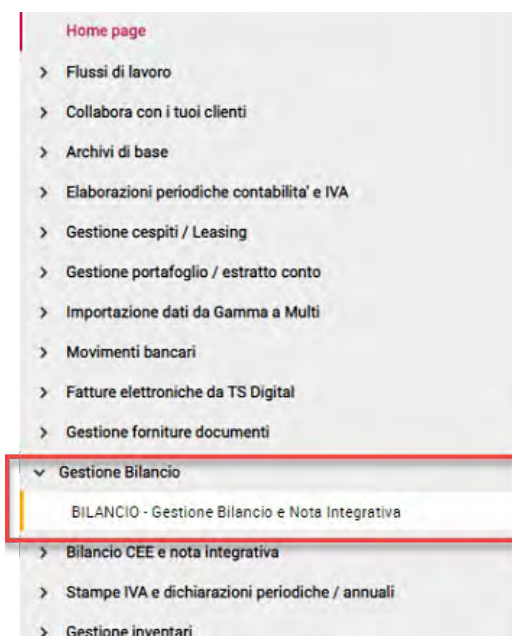 Home page
Flussi di lavoro
Collabora con i tuoi clienti
Archivi di base
Elaborazioni periodiche contabilita' e IVA
Gestione cespiti / Leasing
Gestione portafoglio / estratto conto
Importazione dati da Gamma a Multi
Movimenti bancari
Fatture elettroniche da TS Digital
Gestione forniture documenti
Gestione Bilancio
BILANCIO - Gestione Bilancio e Nota Integrativa
Bilancio CEE e nota integrativa
Stampe IVA e dichiarazioni periodiche / annuali
Gestione inventari